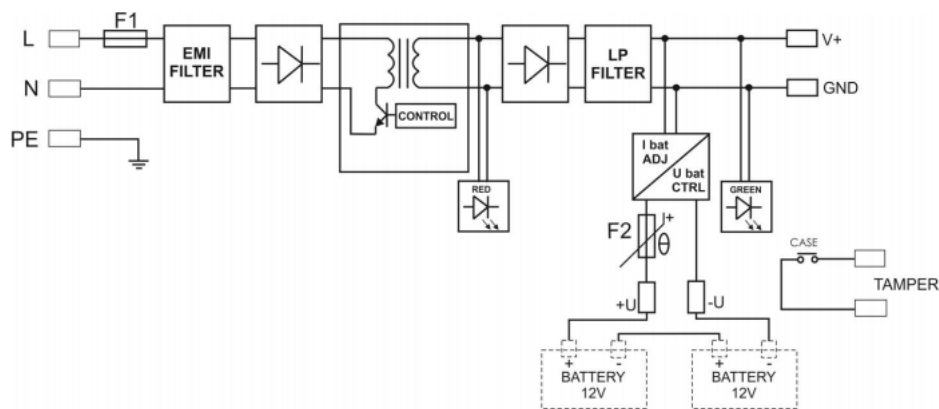 F1
L
EMI
FILTER
LP
FILTER
V+
N
CONTROL
GND
PE
I bat
ADJ
U bat
CTRL
RED
GREEN
F2
+
θ
CASE
TAMPER
+U
-U
+ -
+ -
BATTERY
12V
BATTERY
12V